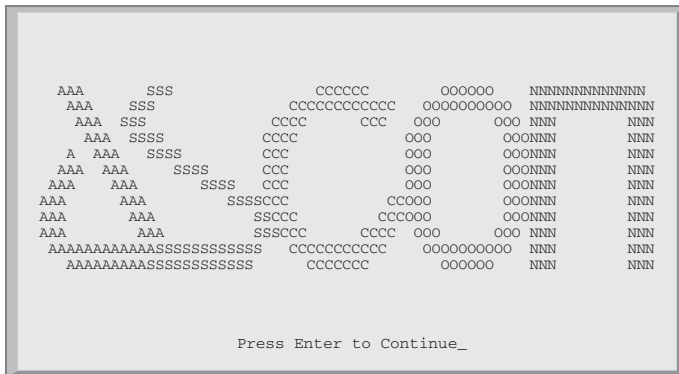 AAA       SSS                CCCCCC        OOOOOO    NNNNNNNNNNNNN
     AAA    SSS               CCCCCCCCCCCC   OOOOOOOOOO  NNNNNNNNNNNNNN
      AAA  SSS              CCCC      CCC   OOO      OOO NNN        NNN
       AAA  SSSS           CCCC            OOO        OOONNN        NNN
     A  AAA   SSSS         CCC             OOO        OOONNN        NNN
    AAA  AAA     SSSS      CCC             OOO        OOONNN        NNN
   AAA    AAA       SSSS   CCC             OOO        OOONNN        NNN
  AAA      AAA         SSSSCCC           CCOOO        OOONNN        NNN
  AAA       AAA           SSCCC         CCCOOO        OOONNN        NNN
  AAA        AAA          SSSCCC      CCCC  OOO      OOO NNN        NNN
   AAAAAAAAAAAASSSSSSSSSSSS   CCCCCCCCCCC    OOOOOOOOOO  NNN        NNN
     AAAAAAAAASSSSSSSSSSSS      CCCCCCC        OOOOOO    NNN        NNN
Press Enter to Continue_